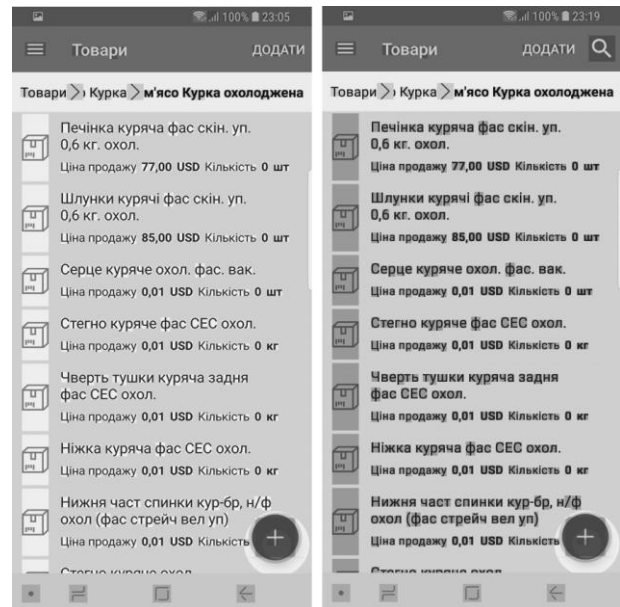 100% 23:05
Товари ДОДАТИ
Товари Курка м'ясо Курка охолоджена
Печінка куряча фас скін. уп.
0,6 кг. охол.
Ціна продажу 77,00 USD Кількість 0 шт
Шлунки курячі фас скін. уп.
0,6 кг. охол.
Ціна продажу 85,00 USD Кількість 0 шт
Серце куряче охол. фас. вак.
Ціна продажу 0,01 USD Кількість 0 шт
Стегно куряче фас СЕС охол.
Ціна продажу 0,01 USD Кількість 0 кг
Чверть тушки куряча задня
фас СЕС охол.
Ціна продажу 0,01 USD Кількість 0 кг
Ніжка куряча фас СЕС охол.
Ціна продажу 0,01 USD Кількість 0 кг
Нижня част спинки кур-бр, н/ф
охол (фас стрейч вел уп)
Ціна продажу 0,01 USD Кількість
100% 23:19
Товари ДОДАТИ
Товари Курка м'ясо Курка охолоджена
Печінка куряча фас скін. уп.
0,6 кг. охол.
Ціна продажу 77,00 USD Кількість 0 шт
Шлунки курячі фас скін. уп.
0,6 кг. охол.
Ціна продажу 85,00 USD Кількість 0 шт
Серце куряче охол. фас. вак.
Ціна продажу 0,01 USD Кількість 0 шт
Стегно куряче фас СЕС охол.
Ціна продажу 0,01 USD Кількість 0 кг
Чверть тушки куряча задня
фас СЕС охол.
Ціна продажу 0,01 USD Кількість 0 кг
Ніжка куряча фас СЕС охол.
Ціна продажу 0,01 USD Кількість 0 кг
Нижня част спинки кур-бр, н/ф
охол (фас стрейч вел уп)
Ціна продажу 0,01 USD Кількість